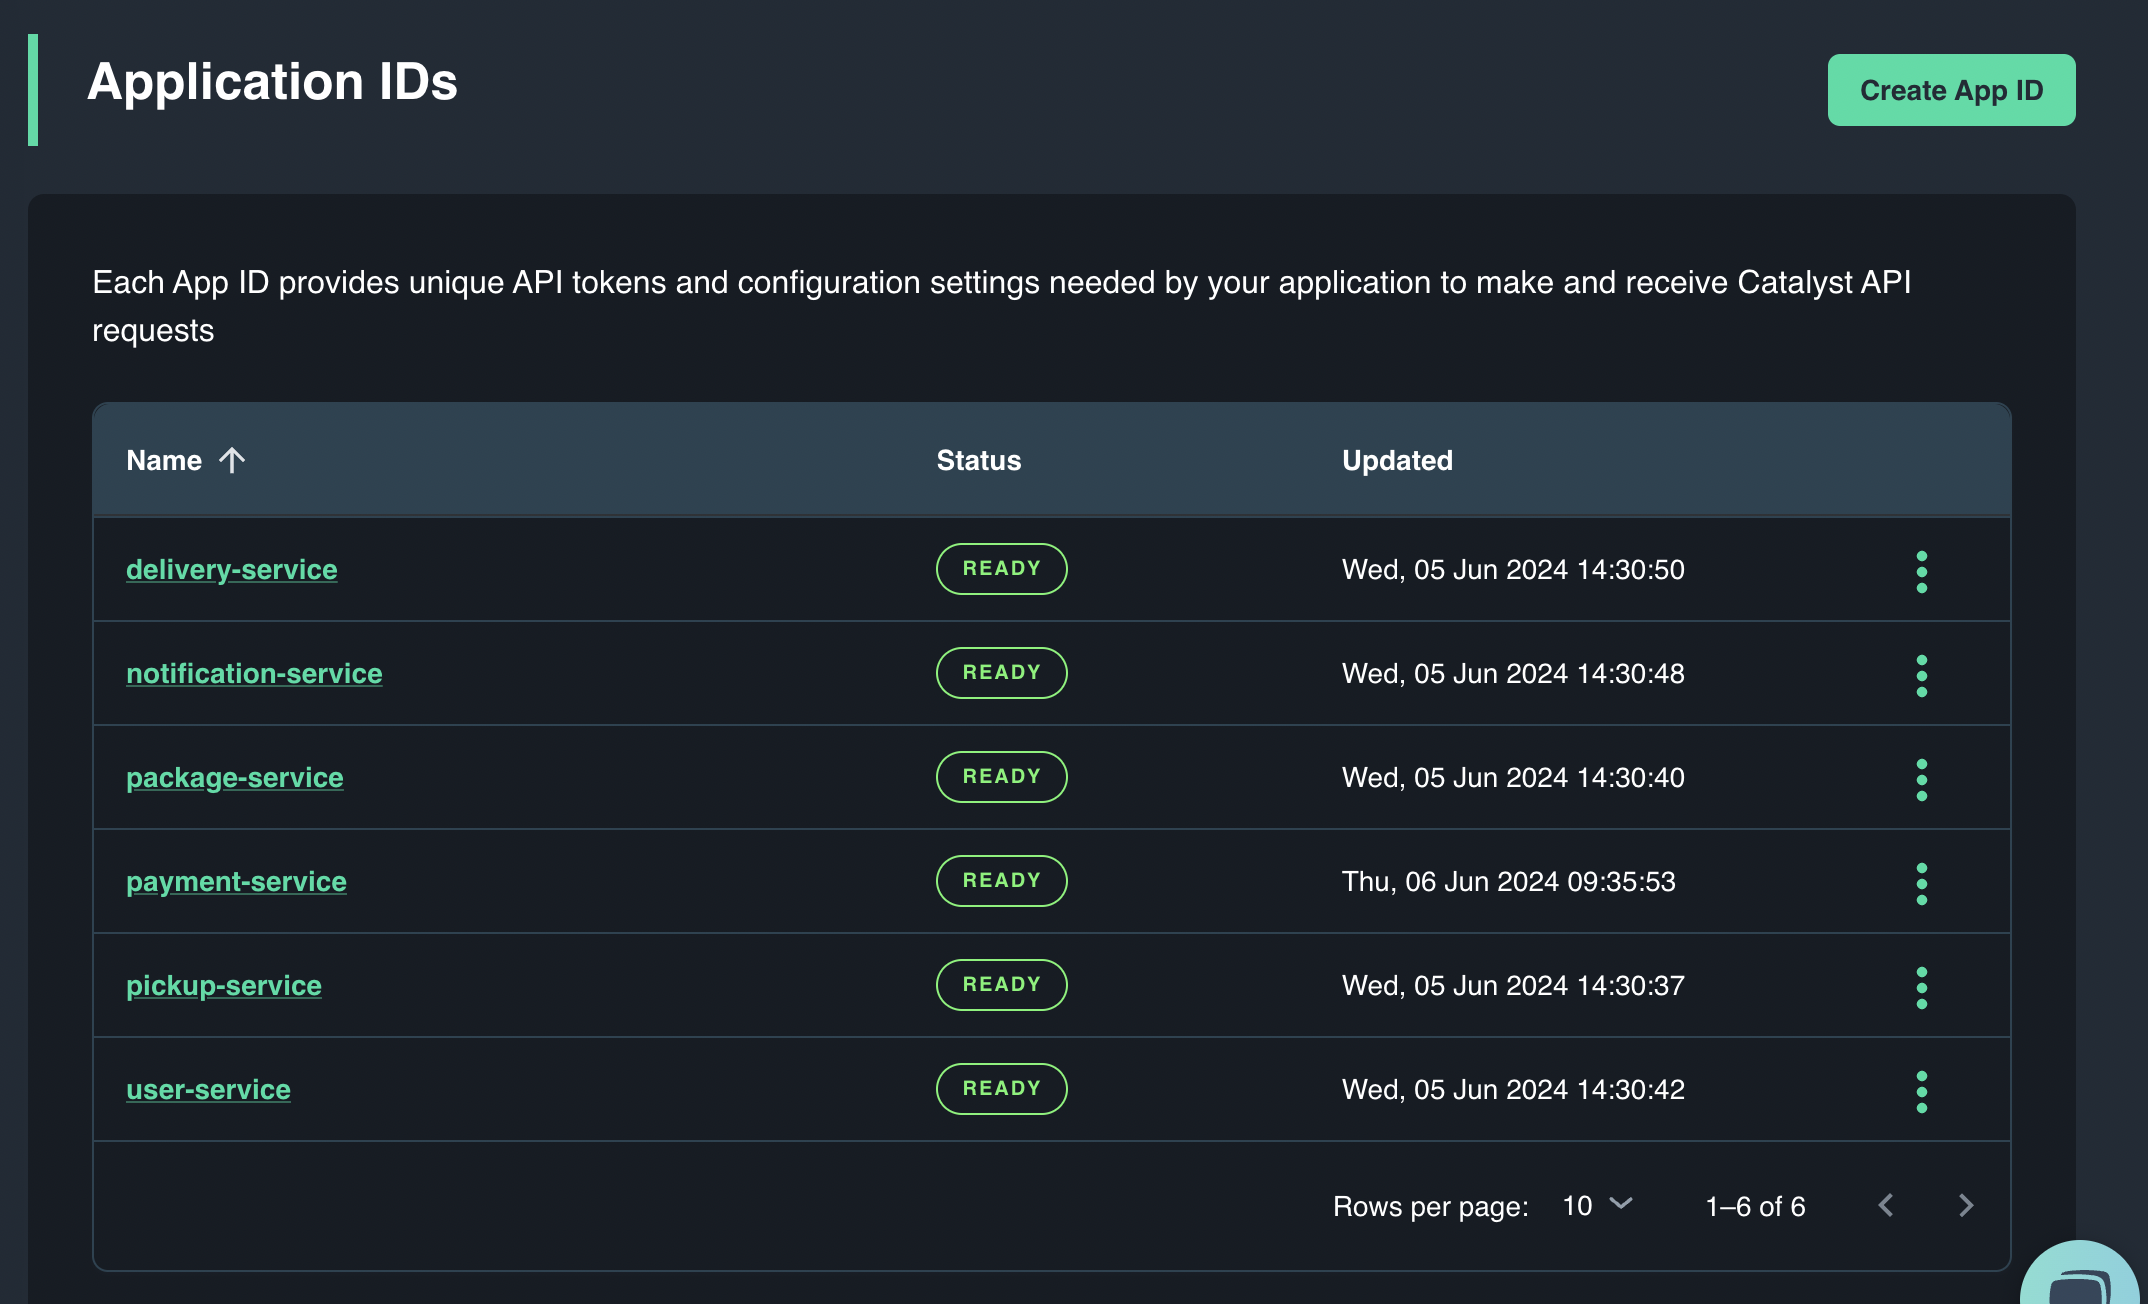 Application IDs
Create App ID
Each App ID provides unique API tokens and configuration settings needed by your application to make and receive Catalyst API
requests
Name Status Updated
delivery-service READY Wed, 05 Jun 2024 14:30:50
notification-service READY Wed, 05 Jun 2024 14:30:48
package-service READY Wed, 05 Jun 2024 14:30:40
payment-service READY Thu, 06 Jun 2024 09:35:53
pickup-service READY Wed, 05 Jun 2024 14:30:37
user-service READY Wed, 05 Jun 2024 14:30:42
Rows per page: 10 1–6 of 6